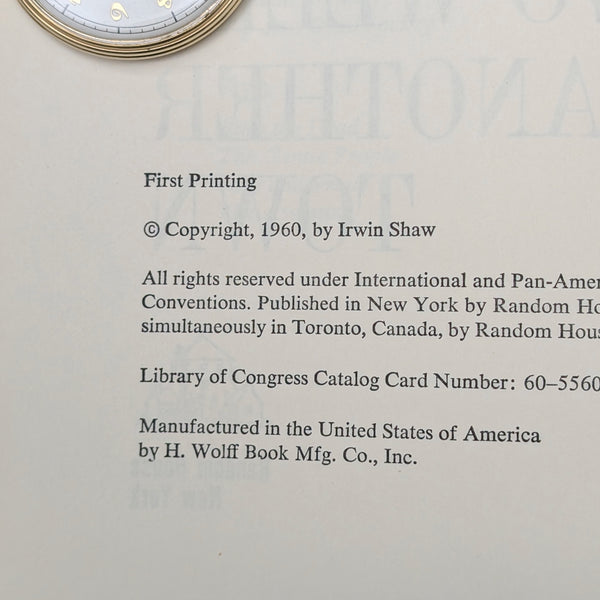 First Printing
© Copyright, 1960, by Irwin Shaw
All rights reserved under International and Pan-Amer
Conventions. Published in New York by Random Ho
simultaneously in Toronto, Canada, by Random Hous
Library of Congress Catalog Card Number: 60–5560
Manufactured in the United States of America
by H. Wolff Book Mfg. Co., Inc.